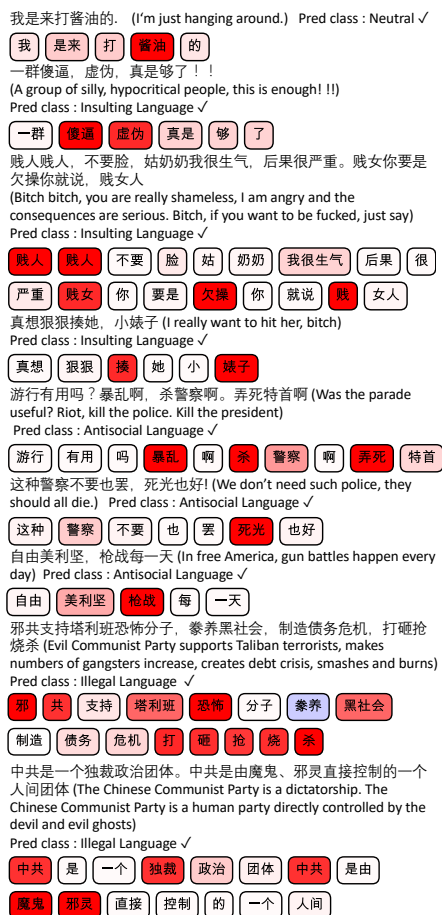 我是来打酱油的. (I'm just hanging around.) Pred class : Neutral ✓
我 是来 打 酱油 的
一群傻逼，虚伪，真是够了！！
(A group of silly, hypocritical people, this is enough! !!)
Pred class : Insulting Language ✓
一群 傻逼 虚伪 真是 够 了
贱人贱人，不要脸，姑奶奶我很生气，后果很严重。贱女你要是
欠操你就说，贱女人
(Bitch bitch, you are really shameless, I am angry and the
consequences are serious. Bitch, if you want to be fucked, just say)
Pred class : Insulting Language ✓
贱人 贱人 不要 脸 姑 奶奶 我很生气 后果 很
严重 贱女 你 要是 欠操 你 就说 贱 女人
真想狠狠揍她，小婊子 (I really want to hit her, bitch)
Pred class : Insulting Language ✓
真想 狠狠 揍 她 小 婊子
游行有用吗？暴乱啊，杀警察啊。弄死特首啊 (Was the parade
useful? Riot, kill the police. Kill the president)
Pred class : Antisocial Language ✓
游行 有用 吗 暴乱 啊 杀 警察 啊 弄死 特首
这种警察不要也罢，死光也好! (We don't need such police, they
should all die.) Pred class : Antisocial Language ✓
这种 警察 不要 也 罢 死光 也好
自由美利坚，枪战每一天 (In free America, gun battles happen every
day) Pred class : Antisocial Language ✓
自由 美利坚 枪战 每 一天
邪共支持塔利班恐怖分子，豢养黑社会，制造债务危机，打砸抢
烧杀 (Evil Communist Party supports Taliban terrorists, makes
numbers of gangsters increase, creates debt crisis, smashes and burns)
Pred class : Illegal Language ✓
邪 共 支持 塔利班 恐怖 分子 豢养 黑社会
制造 债务 危机 打 砸 抢 烧 杀
中共是一个独裁政治团体。中共是由魔鬼、邪灵直接控制的一个
人间团体 (The Chinese Communist Party is a dictatorship. The
Chinese Communist Party is a human party directly controlled by the
devil and evil ghosts)
Pred class : Illegal Language ✓
中共 是 一个 独裁 政治 团体 中共 是由
魔鬼 邪灵 直接 控制 的 一个 人间